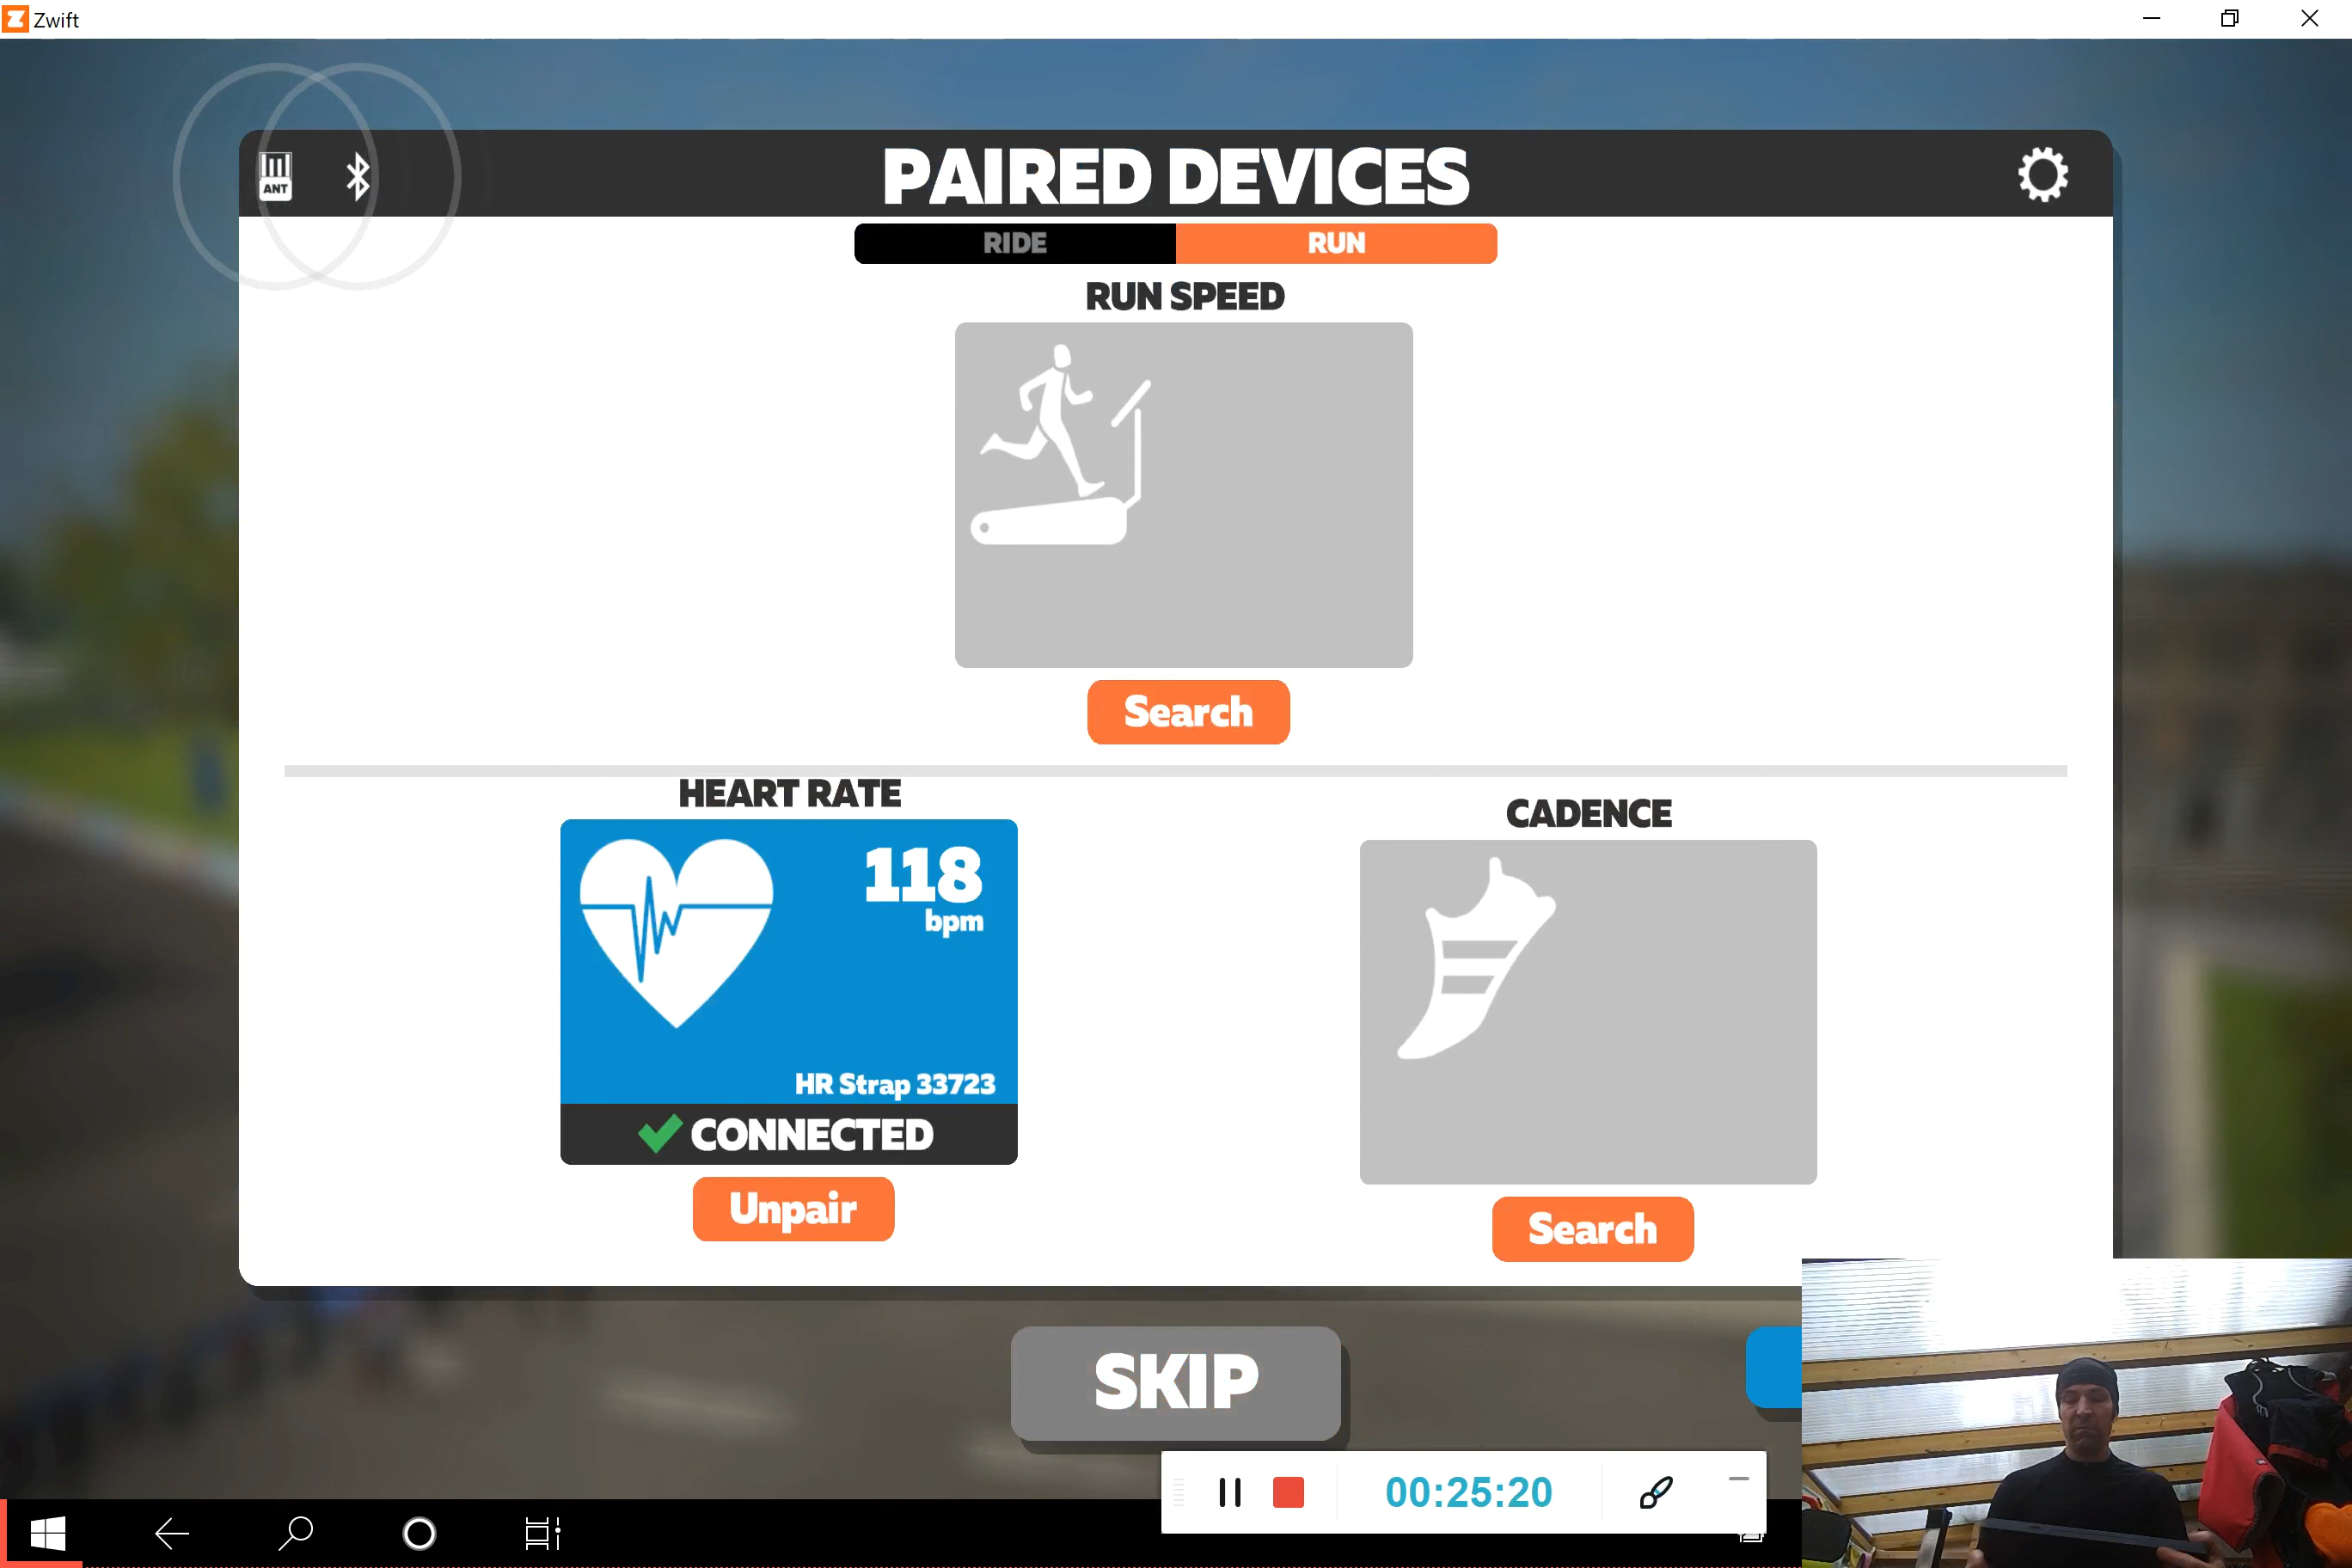 Zwift
ANT
PAIRED DEVICES
RIDE
RUN
RUN SPEED
Search
HEART RATE
118
bpm
HR Strap 33723
CONNECTED
Unpair
CADENCE
Search
SKIP
00:25:20